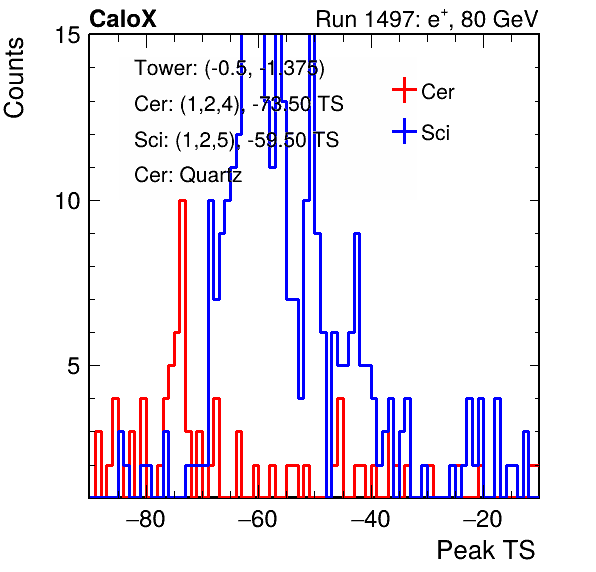 CaloX Run 1497: e⁺, 80 GeV
Counts
15
Tower: (-0.5, -1.375)
Cer: (1,2,4), -73.50 TS
Sci: (1,2,5), -59.50 TS
Cer: Quartz
Cer
Sci
10
5
−80 −60 −40 −20
Peak TS